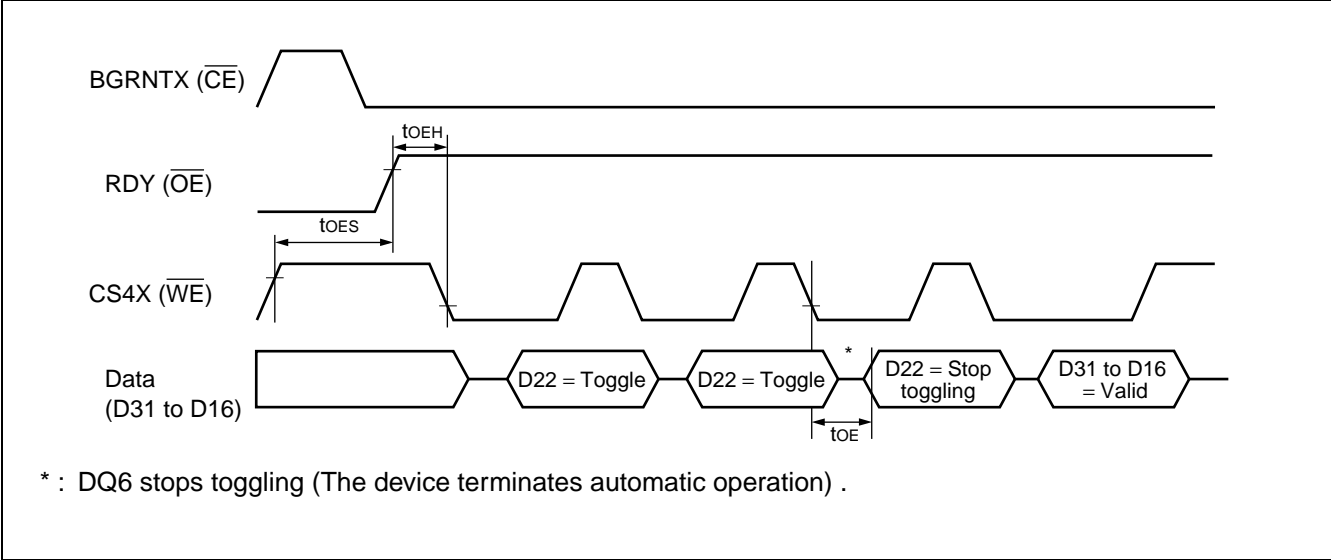 BGRNTX (CE)
tOEH
RDY (OE)
tOES
CS4X (WE)
*
Data
(D31 to D16)
D22 = Toggle
D22 = Toggle
D22 = Stop
toggling
D31 to D16
= Valid
tOE
* : DQ6 stops toggling (The device terminates automatic operation) .